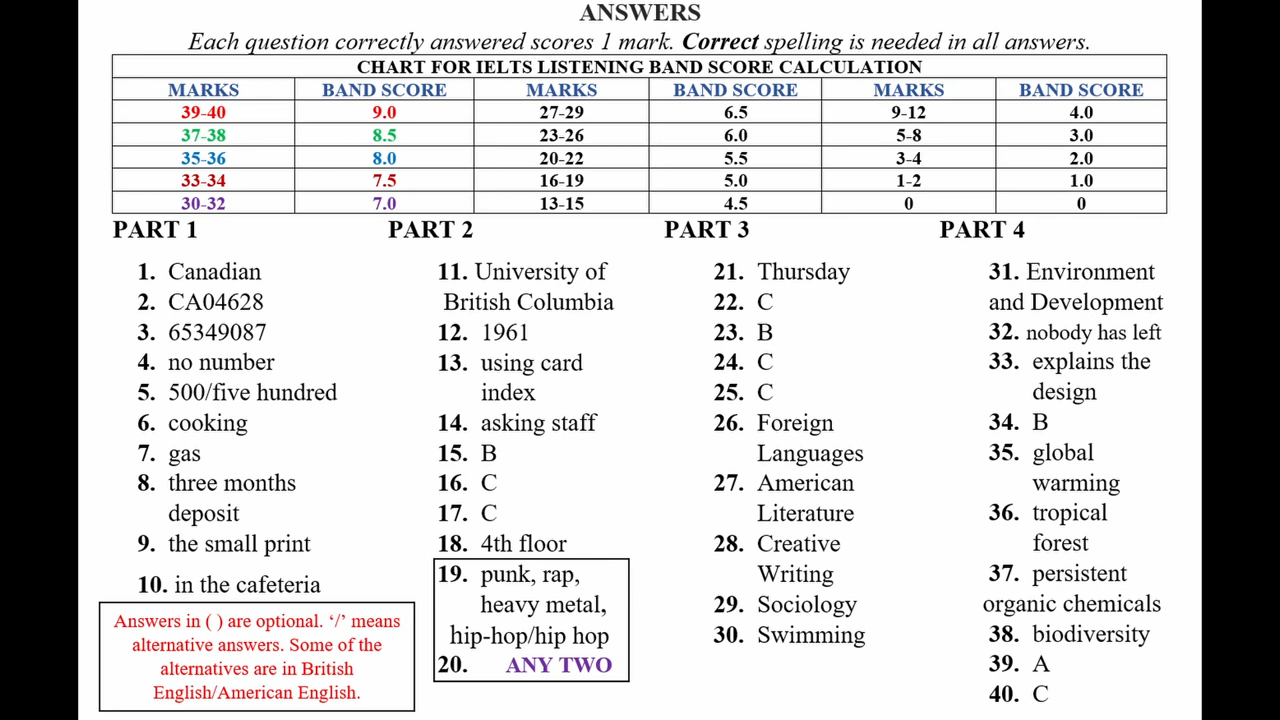 ANSWERS
Each question correctly answered scores 1 mark. Correct spelling is needed in all answers.
CHART FOR IELTS LISTENING BAND SCORE CALCULATION
MARKS BAND SCORE MARKS BAND SCORE MARKS BAND SCORE
39-40 9.0 27-29 6.5 9-12 4.0
37-38 8.5 23-26 6.0 5-8 3.0
35-36 8.0 20-22 5.5 3-4 2.0
33-34 7.5 16-19 5.0 1-2 1.0
30-32 7.0 13-15 4.5 0 0
PART 1
1. Canadian
2. CA04628
3. 65349087
4. no number
5. 500/five hundred
6. cooking
7. gas
8. three months
deposit
9. the small print
10. in the cafeteria
Answers in ( ) are optional. ‘/’ means
alternative answers. Some of the
alternatives are in British
English/American English.
PART 2
11. University of
British Columbia
12. 1961
13. using card
index
14. asking staff
15. B
16. C
17. C
18. 4th floor
19. punk, rap,
heavy metal,
hip-hop/hip hop
20. ANY TWO
PART 3
21. Thursday
22. C
23. B
24. C
25. C
26. Foreign
Languages
27. American
Literature
28. Creative
Writing
29. Sociology
30. Swimming
PART 4
31. Environment
and Development
32. nobody has left
33. explains the
design
34. B
35. global
warming
36. tropical
forest
37. persistent
organic chemicals
38. biodiversity
39. A
40. C